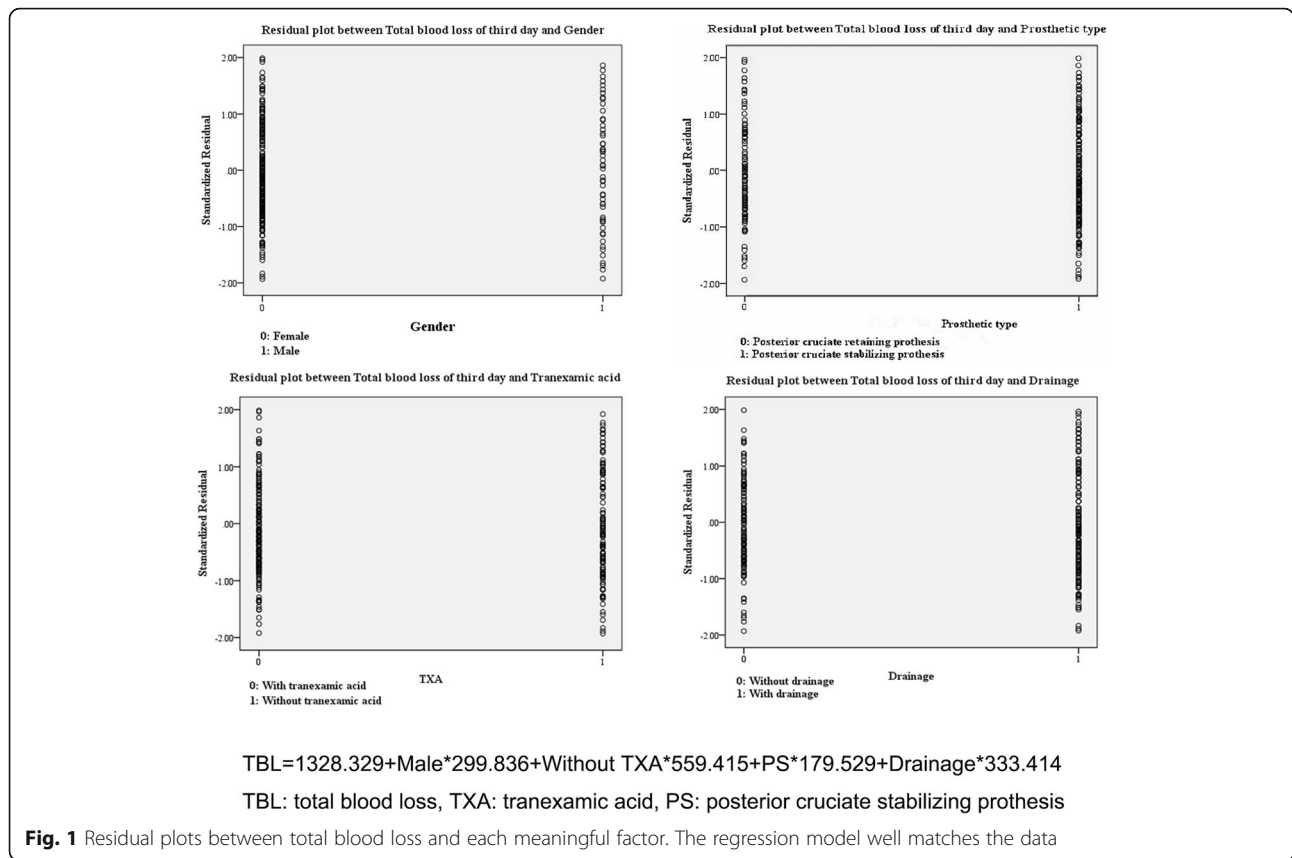 Residual plot between Total blood loss of third day and Gender
Standardized Residual
2.00
1.00
.00
-1.00
-2.00
0
1
Gender
0: Female
1: Male
Residual plot between Total blood loss of third day and Prosthetic type
Standardized Residual
2.00
1.00
.00
-1.00
-2.00
0
1
Prosthetic type
0: Posterior cruciate retaining prothesis
1: Posterior cruciate stabilizing prothesis
Residual plot between Total blood loss of third day and Tranexamic acid
Standardized Residual
2.00
1.00
.00
-1.00
-2.00
0
1
TXA
0: With tranexamic acid
1: Without tranexamic acid
Residual plot between Total blood loss of third day and Drainage
Standardized Residual
2.00
1.00
.00
-1.00
-2.00
0
1
Drainage
0: Without drainage
1: With drainage
TBL=1328.329+Male*299.836+Without TXA*559.415+PS*179.529+Drainage*333.414
TBL: total blood loss, TXA: tranexamic acid, PS: posterior cruciate stabilizing prothesis
Fig. 1 Residual plots between total blood loss and each meaningful factor. The regression model well matches the data